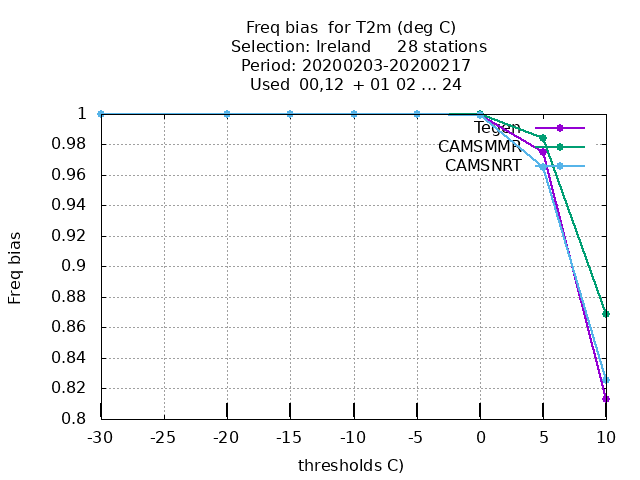 Freq bias  for T2m (deg C)
Selection: Ireland     28 stations
Period: 20200203-20200217
Used  00,12  + 01 02 ... 24
Freq bias
1
0.98
0.96
0.94
0.92
0.9
0.88
0.86
0.84
0.82
0.8
Tegen
CAMSMMR
CAMSNRT
-30 -25 -20 -15 -10 -5 0 5 10
thresholds C)